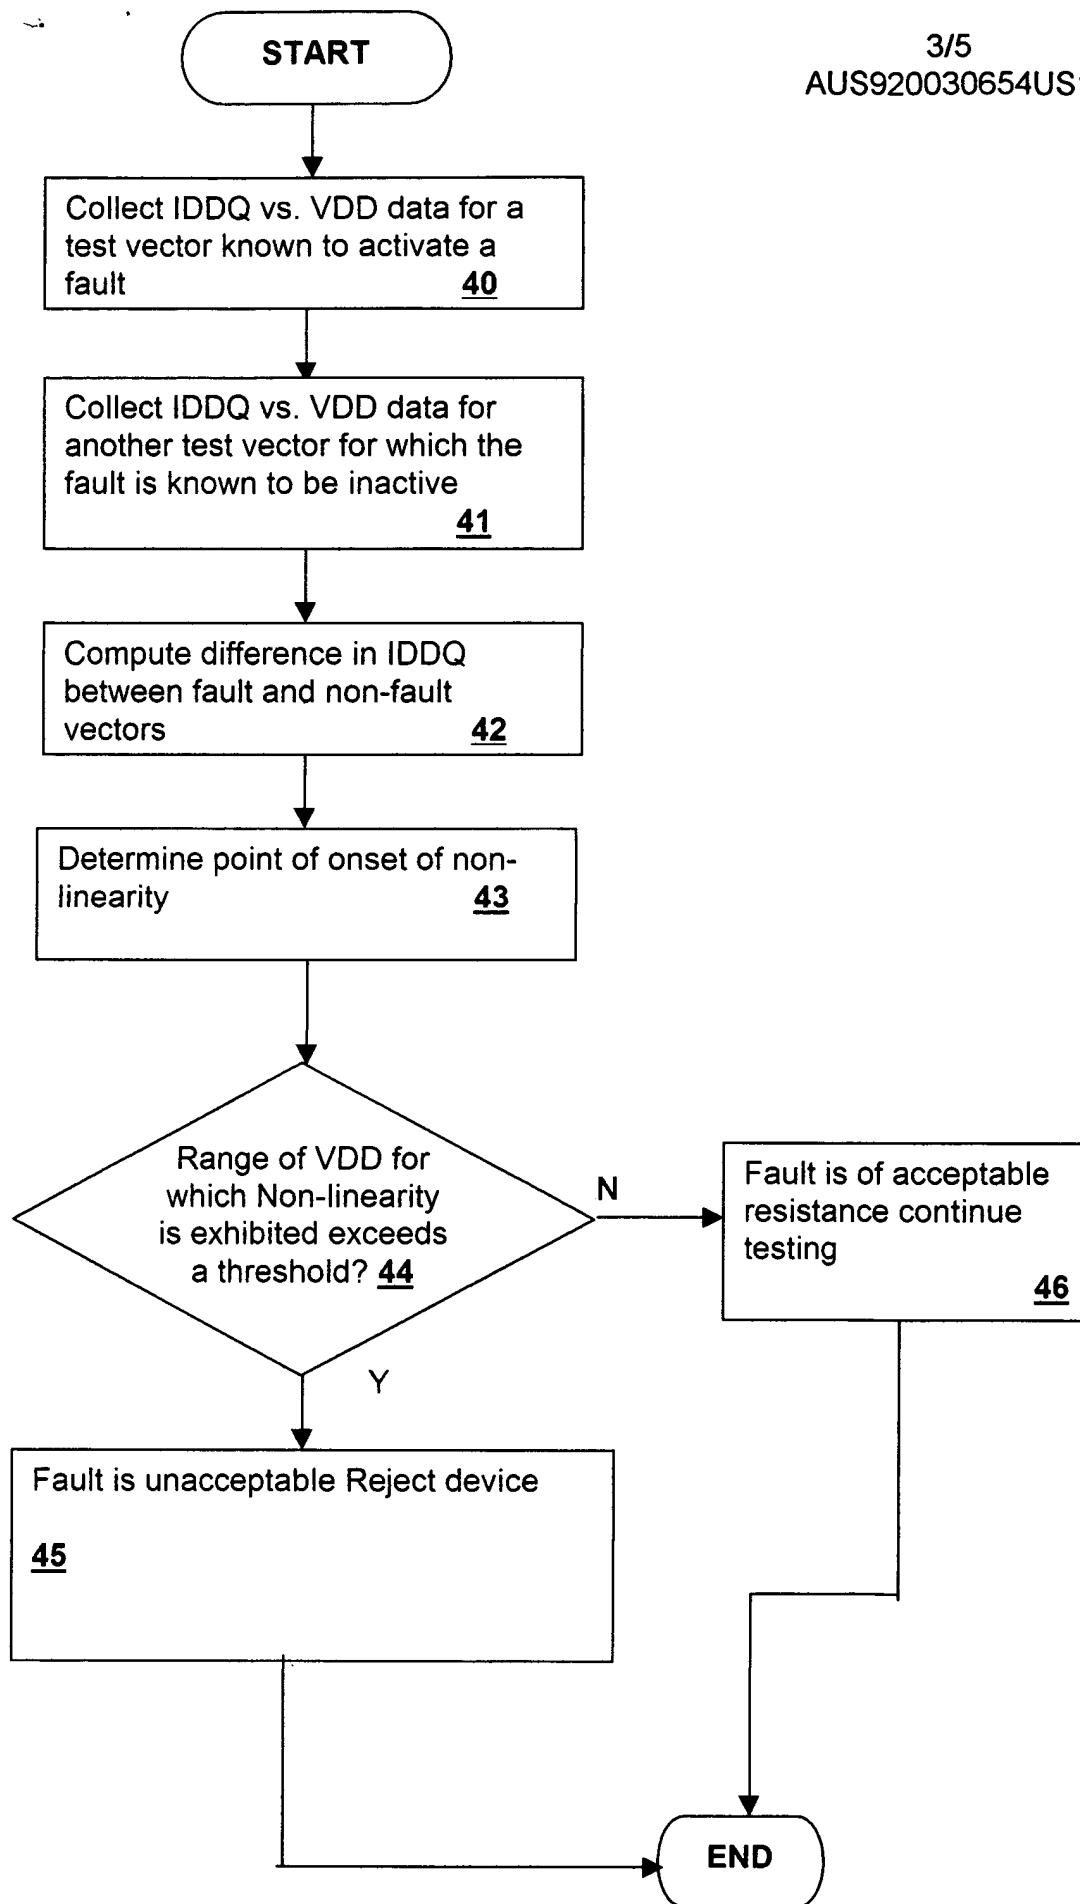 START
3/5
AUS920030654US1
Collect IDDQ vs. VDD data for a
test vector known to activate a
fault 40
Collect IDDQ vs. VDD data for
another test vector for which the
fault is known to be inactive
41
Compute difference in IDDQ
between fault and non-fault
vectors 42
Determine point of onset of non-
linearity 43
Range of VDD for
which Non-linearity
is exhibited exceeds
a threshold? 44
N
Fault is of acceptable
resistance continue
testing
46
Y
Fault is unacceptable Reject device
45
END